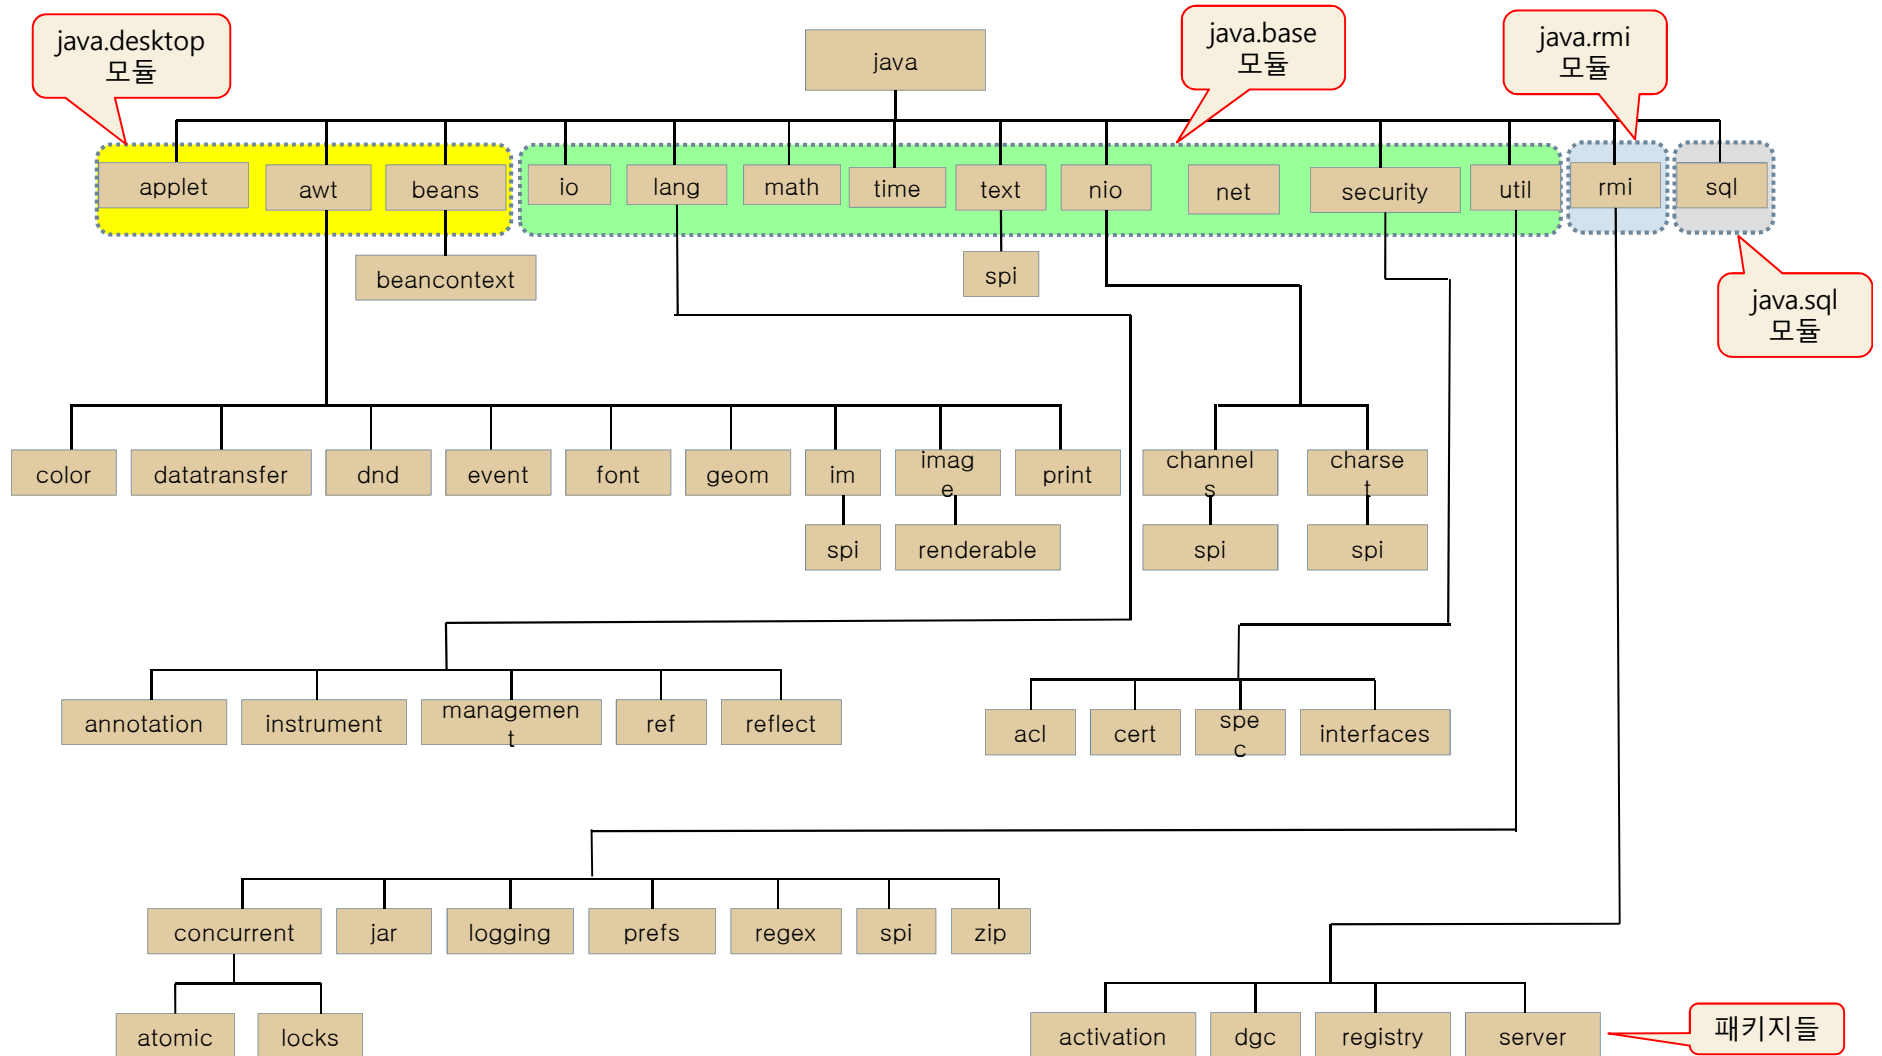 java.desktop
모듈
java
java.base
모듈
java.rmi
모듈
applet
awt
beans
io
lang
math
time
text
nio
net
security
util
rmi
sql
beancontext
spi
java.sql
모듈
color
datatransfer
dnd
event
font
geom
im
imag
e
print
channel
s
charse
t
spi
renderable
spi
spi
annotation
instrument
managemen
t
ref
reflect
acl
cert
spe
c
interfaces
concurrent
jar
logging
prefs
regex
spi
zip
atomic
locks
activation
dgc
registry
server
패키지들